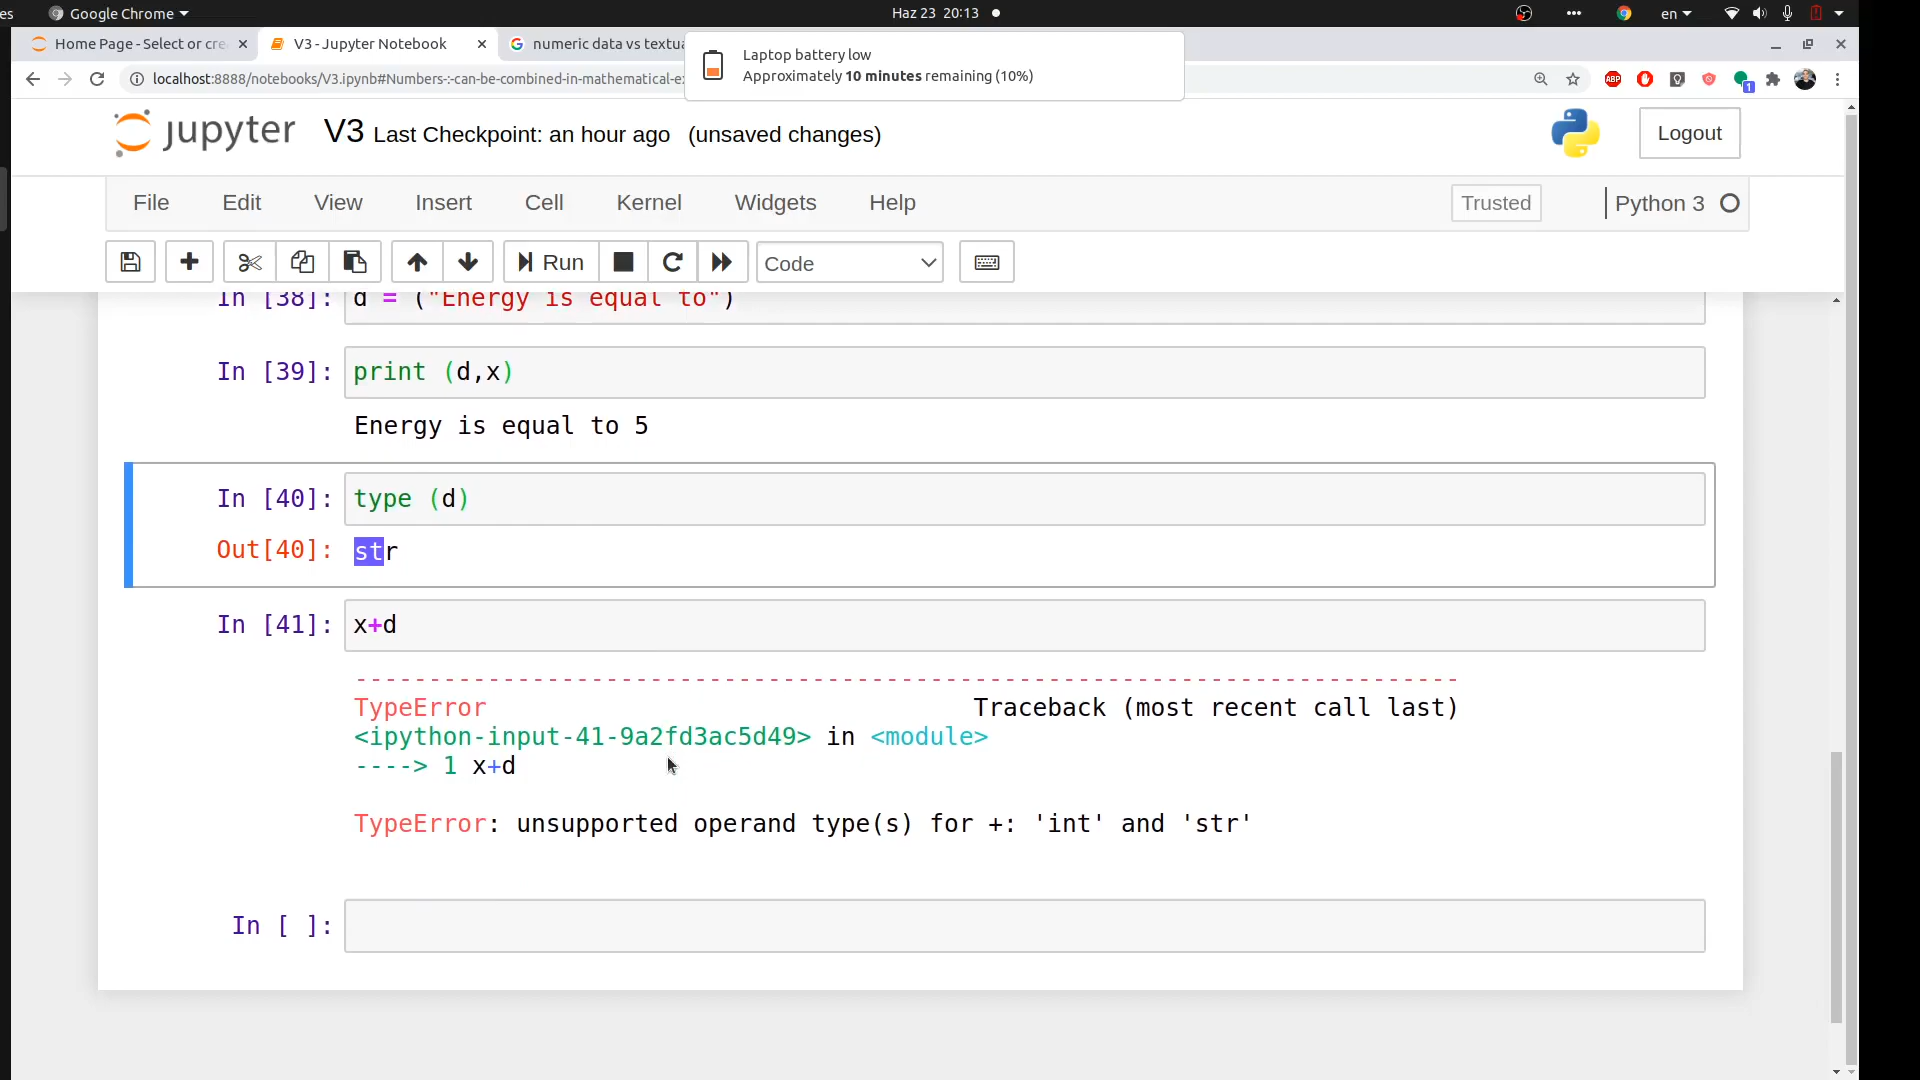 es Google Chrome Haz 23 20:13 en
Home Page - Select or cre V3 - Jupyter Notebook numeric data vs textua
Laptop battery low
Approximately 10 minutes remaining (10%)
localhost:8888/notebooks/V3.ipynb#Numbers-:-can-be-combined-in-mathematical-e ABP 1
jupyter V3 Last Checkpoint: an hour ago (unsaved changes) Logout
File Edit View Insert Cell Kernel Widgets Help Trusted Python 3
Run Code
In [38]: d = ("Energy is equal to")
In [39]: print (d,x)
Energy is equal to 5
In [40]: type (d)
Out[40]: str
In [41]: x+d
---------------------------------------------------------------------------
TypeError Traceback (most recent call last)
<ipython-input-41-9a2fd3ac5d49> in <module>
----> 1 x+d
TypeError: unsupported operand type(s) for +: 'int' and 'str'
In [ ]: